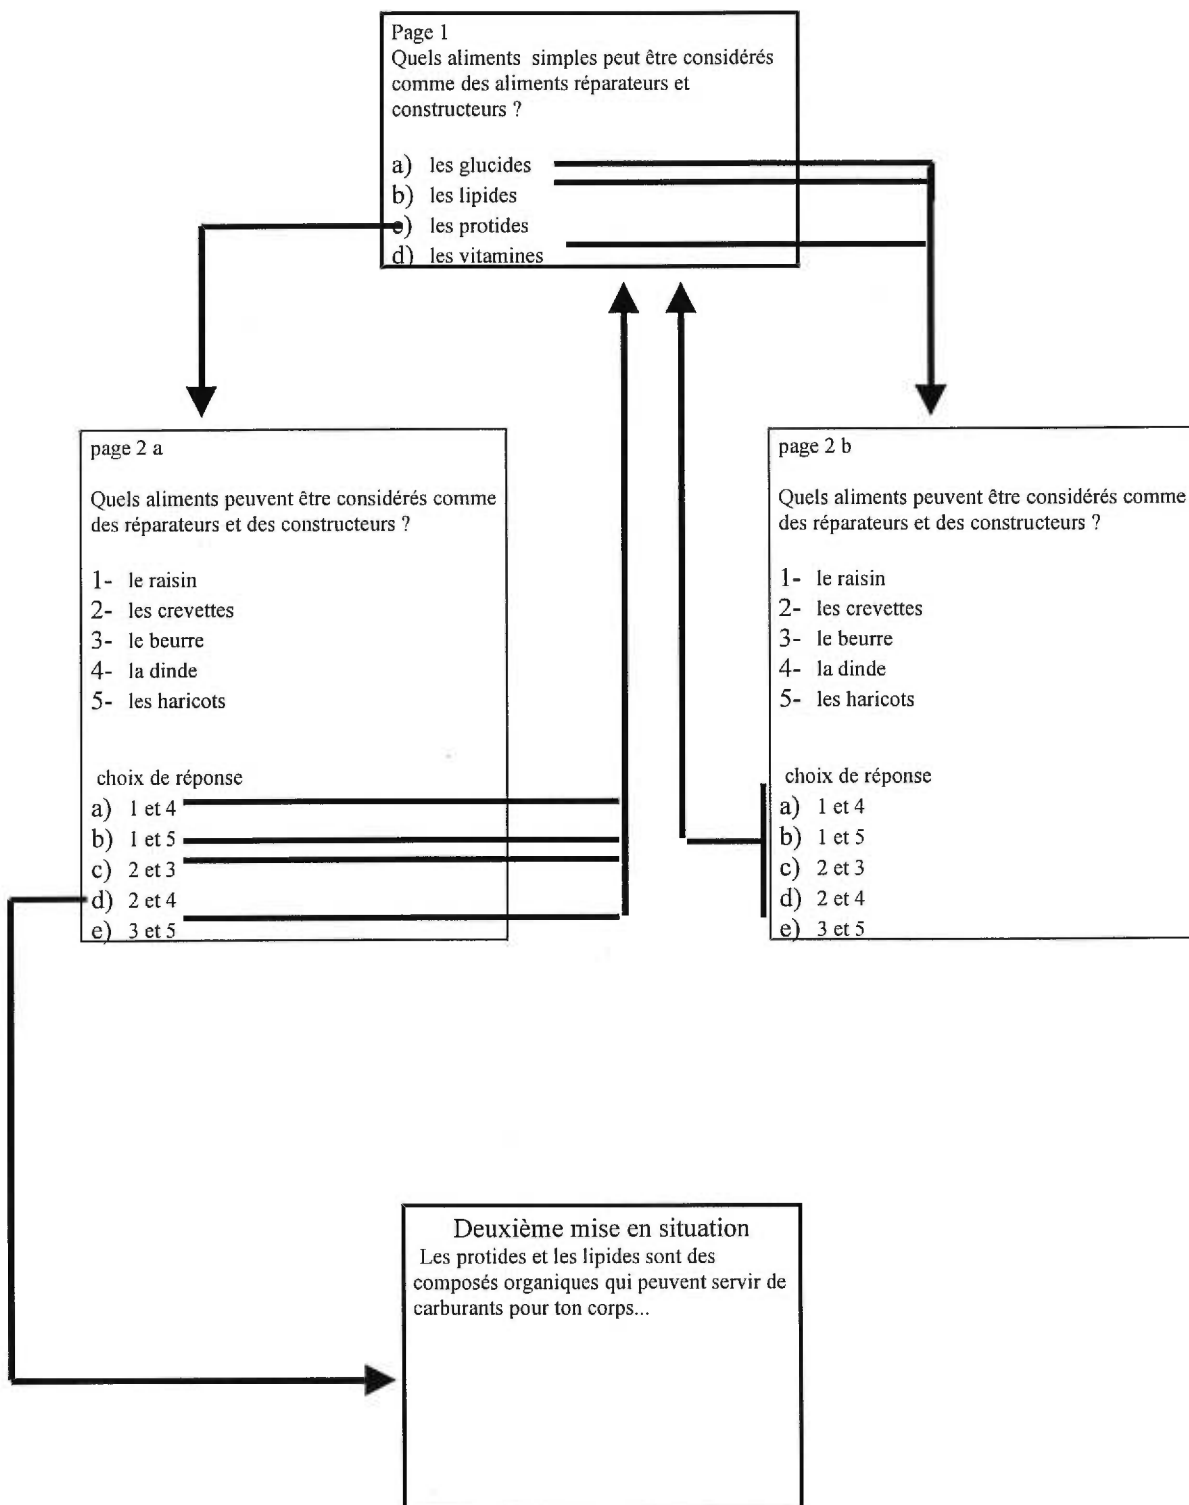 Page 1
Quels aliments simples peut être considérés
comme des aliments réparateurs et
constructeurs ?
a) les glucides
b) les lipides
c) les protides
d) les vitamines
page 2 a
Quels aliments peuvent être considérés comme
des réparateurs et des constructeurs ?
1- le raisin
2- les crevettes
3- le beurre
4- la dinde
5- les haricots
choix de réponse
a) 1 et 4
b) 1 et 5
c) 2 et 3
d) 2 et 4
e) 3 et 5
page 2 b
Quels aliments peuvent être considérés comme
des réparateurs et des constructeurs ?
1- le raisin
2- les crevettes
3- le beurre
4- la dinde
5- les haricots
choix de réponse
a) 1 et 4
b) 1 et 5
c) 2 et 3
d) 2 et 4
e) 3 et 5
Deuxième mise en situation
Les protides et les lipides sont des
composés organiques qui peuvent servir de
carburants pour ton corps...